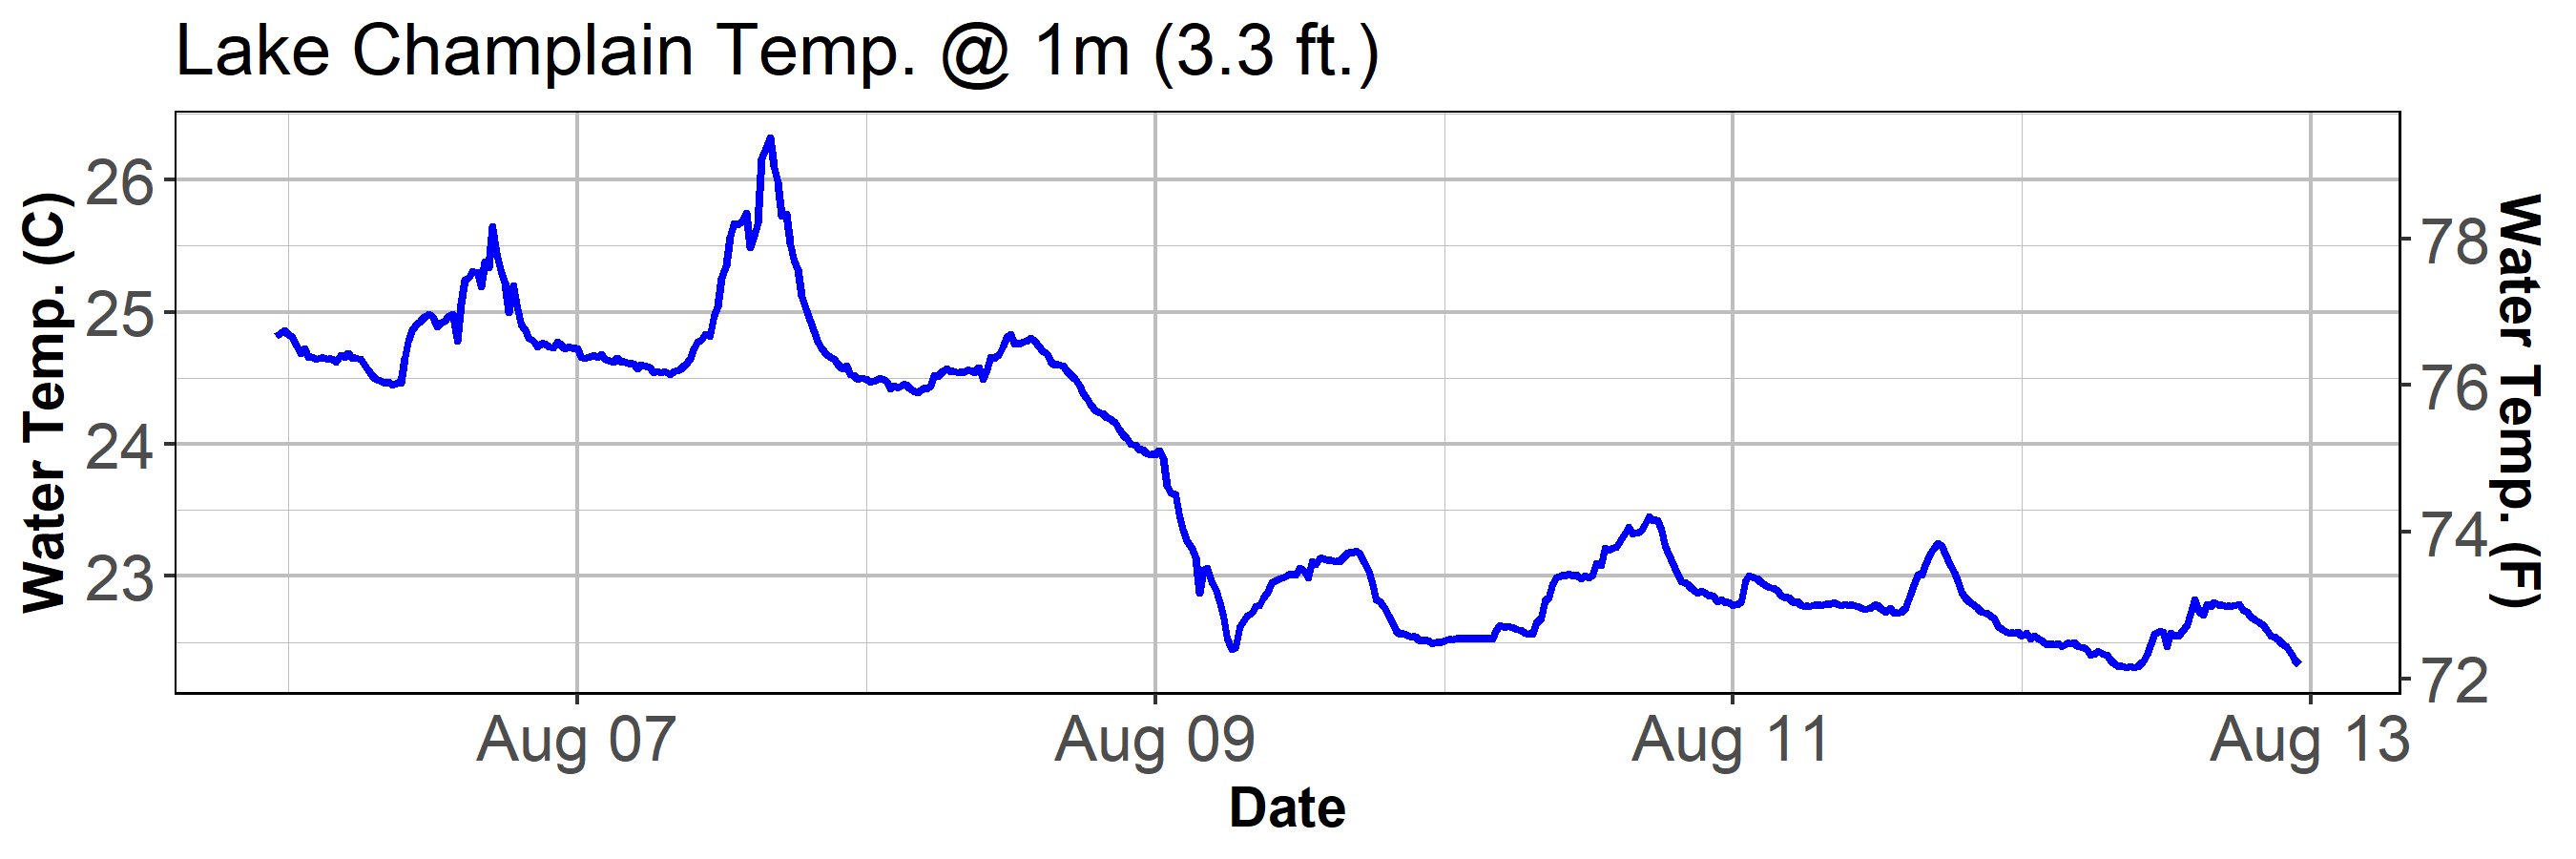 Lake Champlain Temp. @ 1m (3.3 ft.)
Water Temp. (C)
26
25
24
23
78
76
74
72
Water Temp. (F)
Aug 07
Aug 09
Aug 11
Aug 13
Date